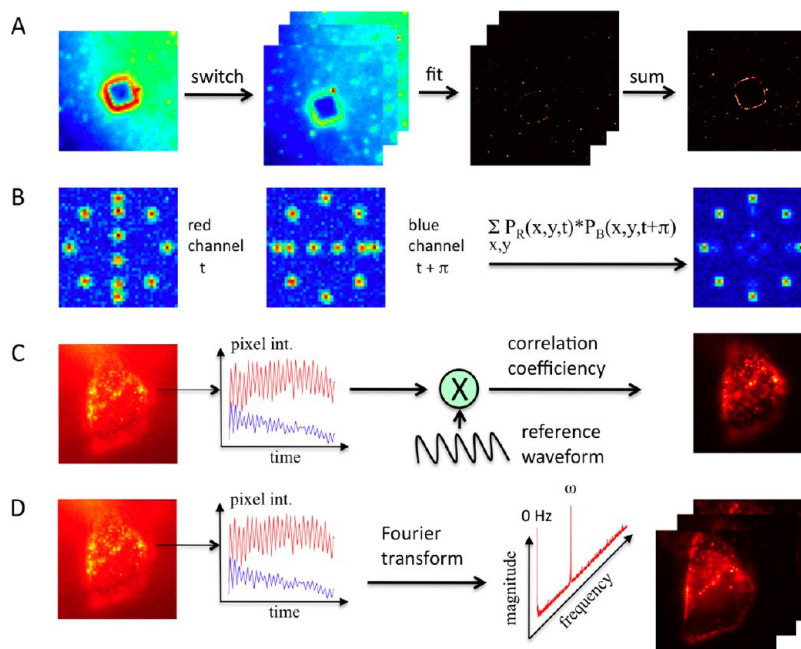 A
switch
fit
sum
B
red
channel
t
blue
channel
t + π
Σ P_R(x,y,t)*P_B(x,y,t+π)
x,y
C
pixel int.
time
X
reference
waveform
correlation
coefficiency
D
pixel int.
time
Fourier
transform
ω
0 Hz
magnitude
frequency